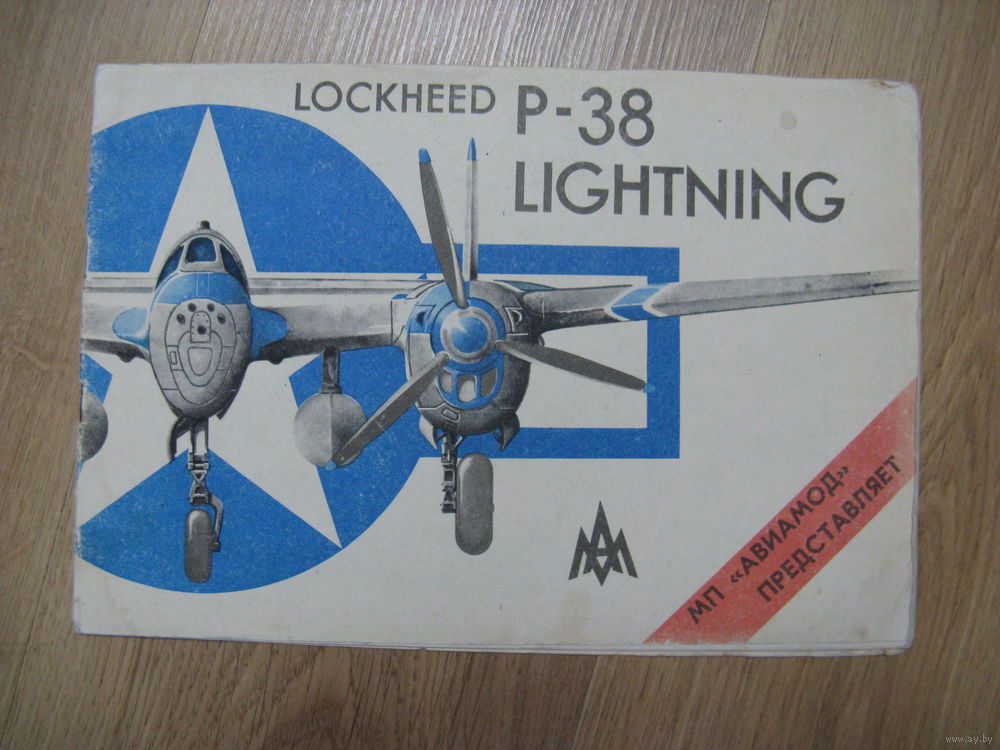 LOCKHEED P-38
LIGHTNING
МП «АВИАМОД»
ПРЕДСТАВЛЯЕТ
www.ay.by